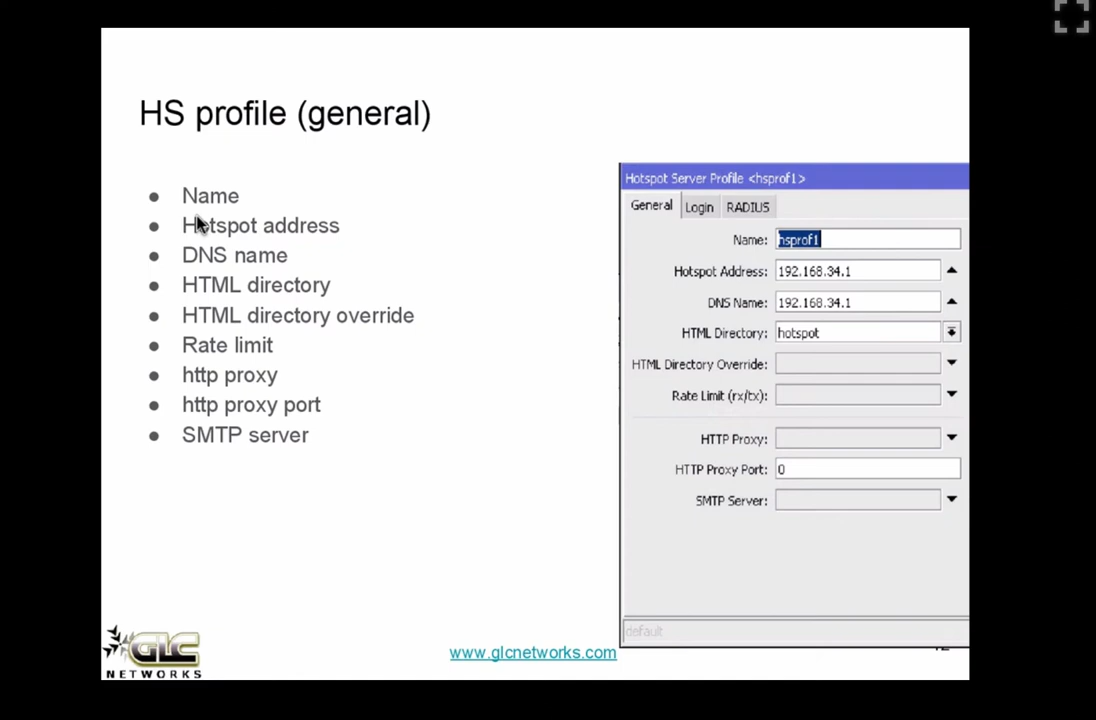 HS profile (general)
● Name
● Hotspot address
● DNS name
● HTML directory
● HTML directory override
● Rate limit
● http proxy
● http proxy port
● SMTP server
Hotspot Server Profile <hsprof1>
General Login RADIUS
Name: hsprof1
Hotspot Address: 192.168.34.1
DNS Name: 192.168.34.1
HTML Directory: hotspot
HTML Directory Override:
Rate Limit (rx/tx):
HTTP Proxy:
HTTP Proxy Port: 0
SMTP Server:
default
GLC
NETWORKS
www.glcnetworks.com